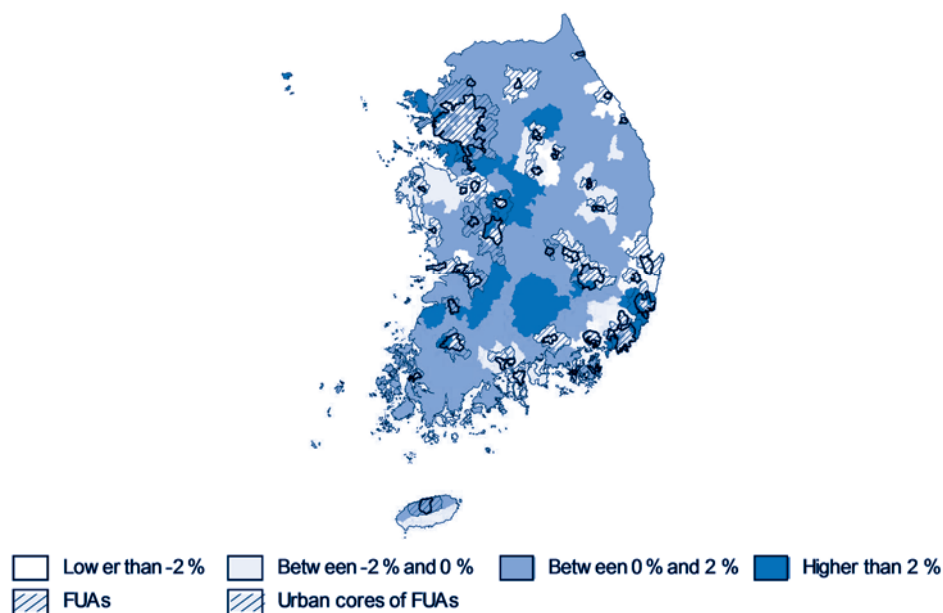 Lower than -2 % Between -2 % and 0 % Between 0 % and 2 % Higher than 2 %
FUAs Urban cores of FUAs